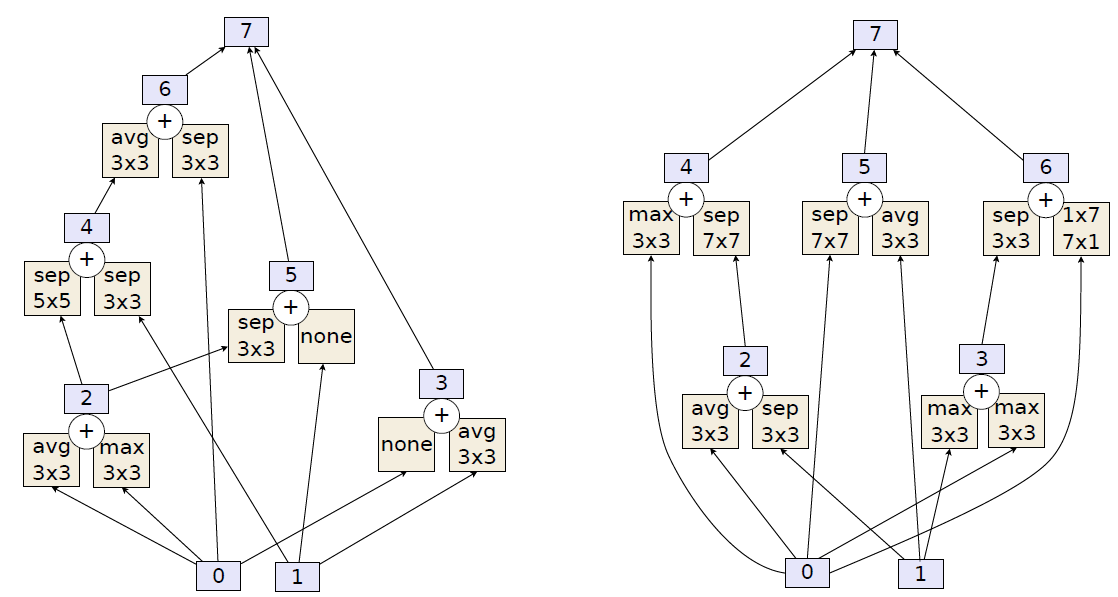 7
6
+
avg sep
3x3 3x3
4
+
sep sep
5x5 3x3
5
+
sep none
3x3
2
+
avg max
3x3 3x3
3
+
none avg
3x3
0 1
7
4 5 6
+ + +
max sep sep avg sep 1x7
3x3 7x7 7x7 3x3 3x3 7x1
2 3
+ +
avg sep max max
3x3 3x3 3x3 3x3
0 1